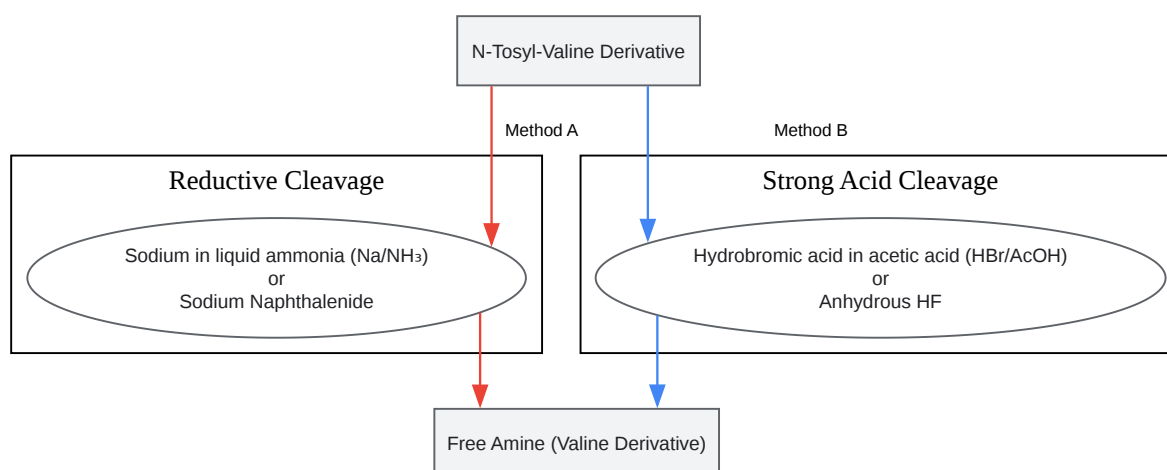 N-Tosyl-Valine Derivative
Method A
Method B
Reductive Cleavage
Sodium in liquid ammonia (Na/NH₃)
or
Sodium Naphthalenide
Strong Acid Cleavage
Hydrobromic acid in acetic acid (HBr/AcOH)
or
Anhydrous HF
Free Amine (Valine Derivative)